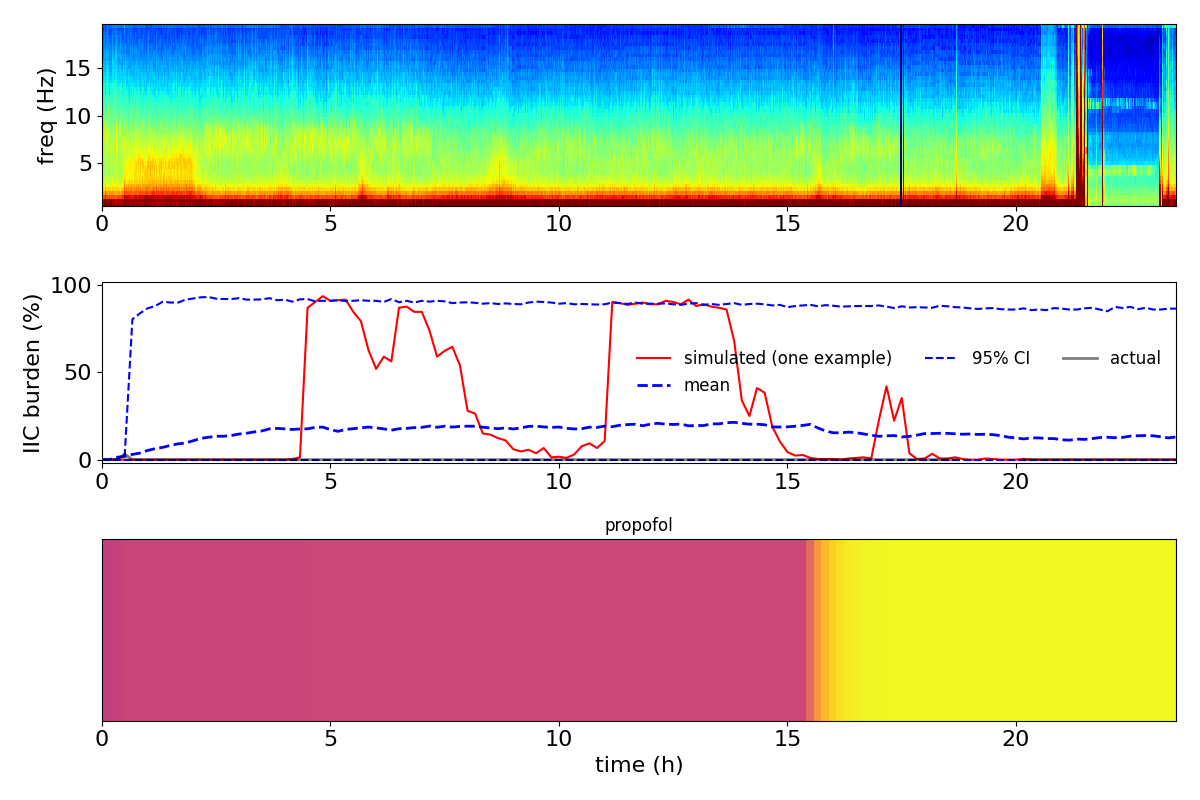 freq (Hz)
15
10
5
0 5 10 15 20
IIC burden (%)
100
50
0
simulated (one example) 95% CI actual
mean
0 5 10 15 20
propofol
0 5 10 15 20
time (h)